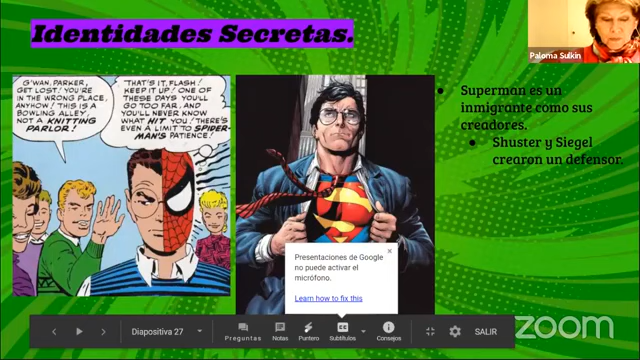 Identidades Secretas.
Paloma Sulkin
G'WAN, PARKER,
GET LOST! YOU'RE
IN THE WRONG PLACE,
ANYHOW! THIS IS A
BOWLING ALLEY,
NOT A KNITTING
PARLOR!
"THAT'S IT, FLASH!
KEEP IT UP! ONE OF
THESE DAYS YOU'LL
GO TOO FAR, AND
YOU'LL NEVER KNOW
WHAT HIT YOU! THERE'S
EVEN A LIMIT TO SPIDER-
MAN'S PATIENCE!
Superman es un
inmigrante como sus
creadores.
Shuster y Siegel
crearon un defensor.
Presentaciones de Google
no puede activar el
micrófono.
Learn how to fix this
Diapositiva 27
Preguntas
Notas
Puntero
Subtítulos
Consejos
SALIR
zoom